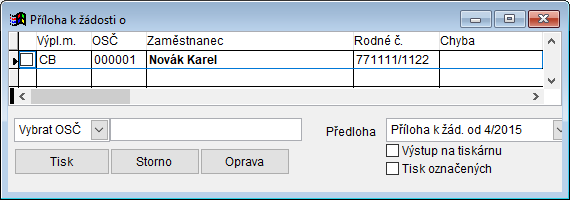 Příloha k žádosti o
Výpl.m. OSČ Zaměstnanec Rodné č. Chyba
CB 000001 Novák Karel 771111/1122
Vybrat OSČ Předloha Příloha k žád. od 4/2015
Výstup na tiskárnu
Tisk Storno Oprava
Tisk označených